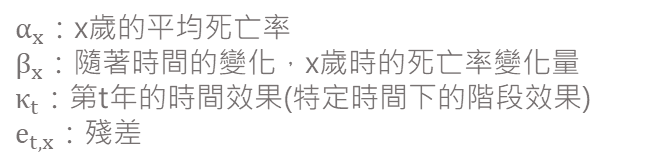 αx：x歲的平均死亡率
βx：隨著時間的變化，x歲時的死亡率變化量
κt：第t年的時間效果(特定時間下的階段效果)
et,x：殘差